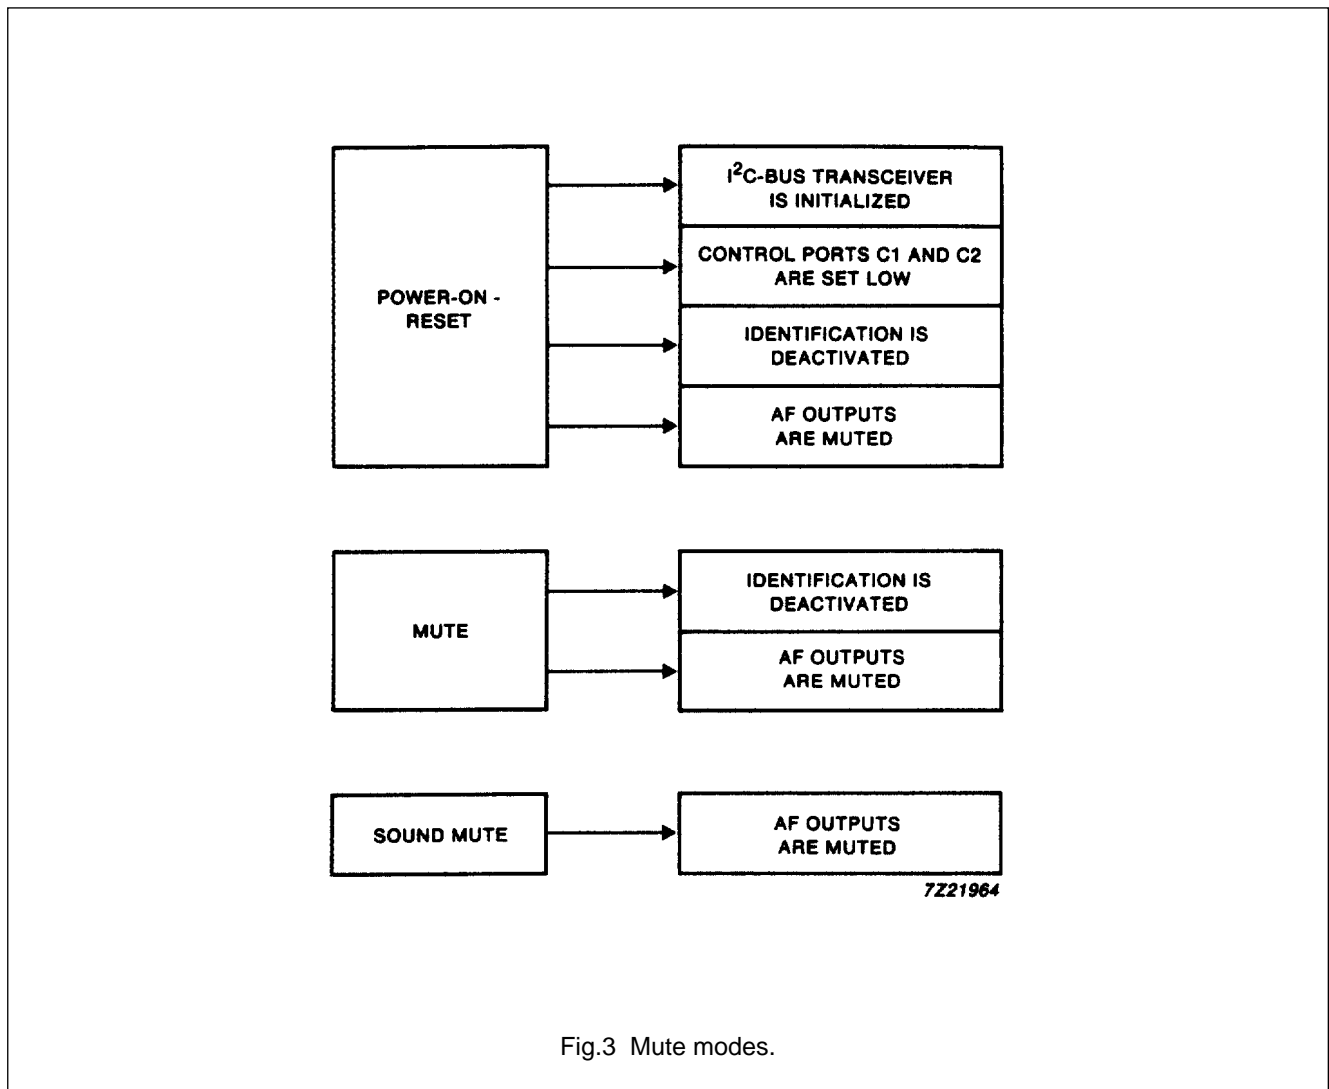 POWER-ON -
RESET
I²C-BUS TRANSCEIVER
IS INITIALIZED
CONTROL PORTS C1 AND C2
ARE SET LOW
IDENTIFICATION IS
DEACTIVATED
AF OUTPUTS
ARE MUTED
MUTE
IDENTIFICATION IS
DEACTIVATED
AF OUTPUTS
ARE MUTED
SOUND MUTE
AF OUTPUTS
ARE MUTED
7Z21964
Fig.3 Mute modes.